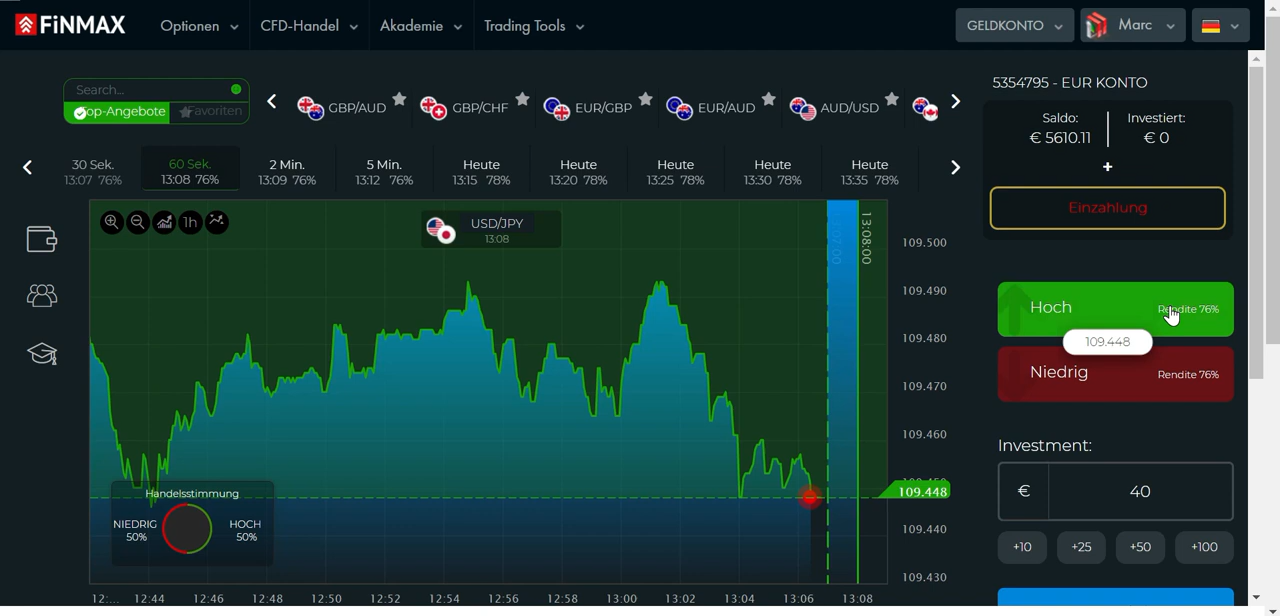 FiNMAX
Optionen
CFD-Handel
Akademie
Trading Tools
GELDKONTO
Marc
Search...
Top-Angebote
Favoriten
GBP/AUD
GBP/CHF
EUR/GBP
EUR/AUD
AUD/USD
30 Sek.
13:07 76%
60 Sek.
13:08 76%
2 Min.
13:09 76%
5 Min.
13:12 76%
Heute
13:15 78%
Heute
13:20 78%
Heute
13:25 78%
Heute
13:30 78%
Heute
13:35 78%
5354795 - EUR KONTO
Saldo:
€ 5610.11
Investiert:
€ 0
+
Einzahlung
1h
USD/JPY
13:08
13:08:00
109.500
109.490
109.480
109.470
109.460
109.448
109.440
109.430
Handelsstimmung
NIEDRIG
50%
HOCH
50%
12:...
12:44
12:46
12:48
12:50
12:52
12:54
12:56
12:58
13:00
13:02
13:04
13:06
13:08
Hoch
Rendite 76%
109.448
Niedrig
Rendite 76%
Investment:
€
40
+10
+25
+50
+100